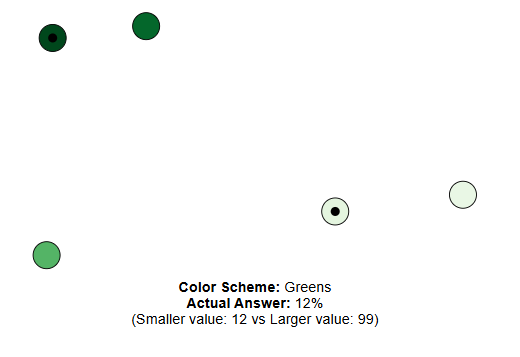 Color Scheme: Greens
Actual Answer: 12%
(Smaller value: 12 vs Larger value: 99)